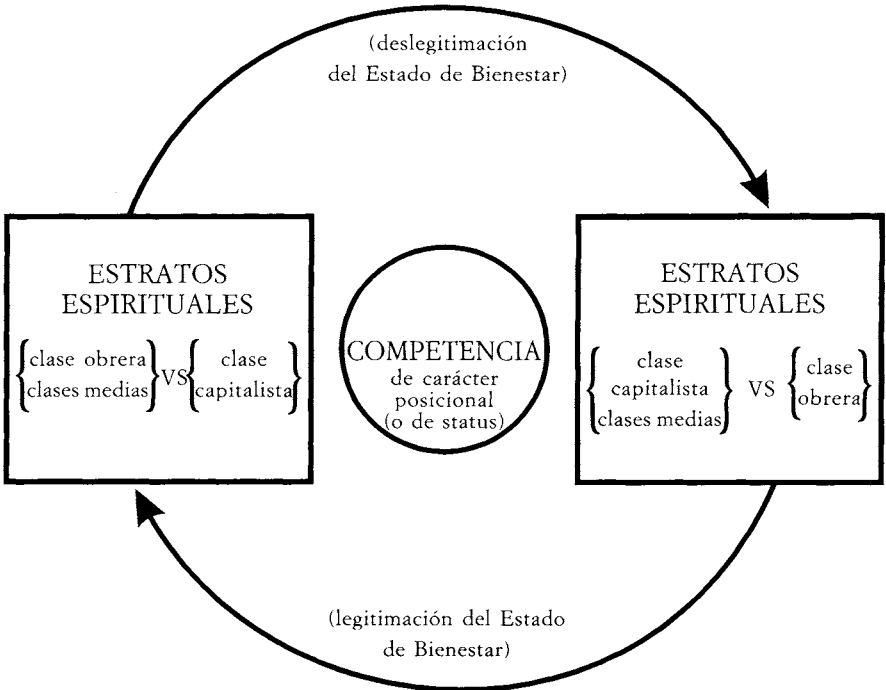 (deslegitimación
del Estado de Bienestar)
ESTRATOS
ESPIRITUALES
clase obrera
clases medias
VS
clase
capitalista
COMPETENCIA
de carácter
posicional
(o de status)
ESTRATOS
ESPIRITUALES
clase
capitalista
clases medias
VS
clase
obrera
(legitimación del Estado
de Bienestar)